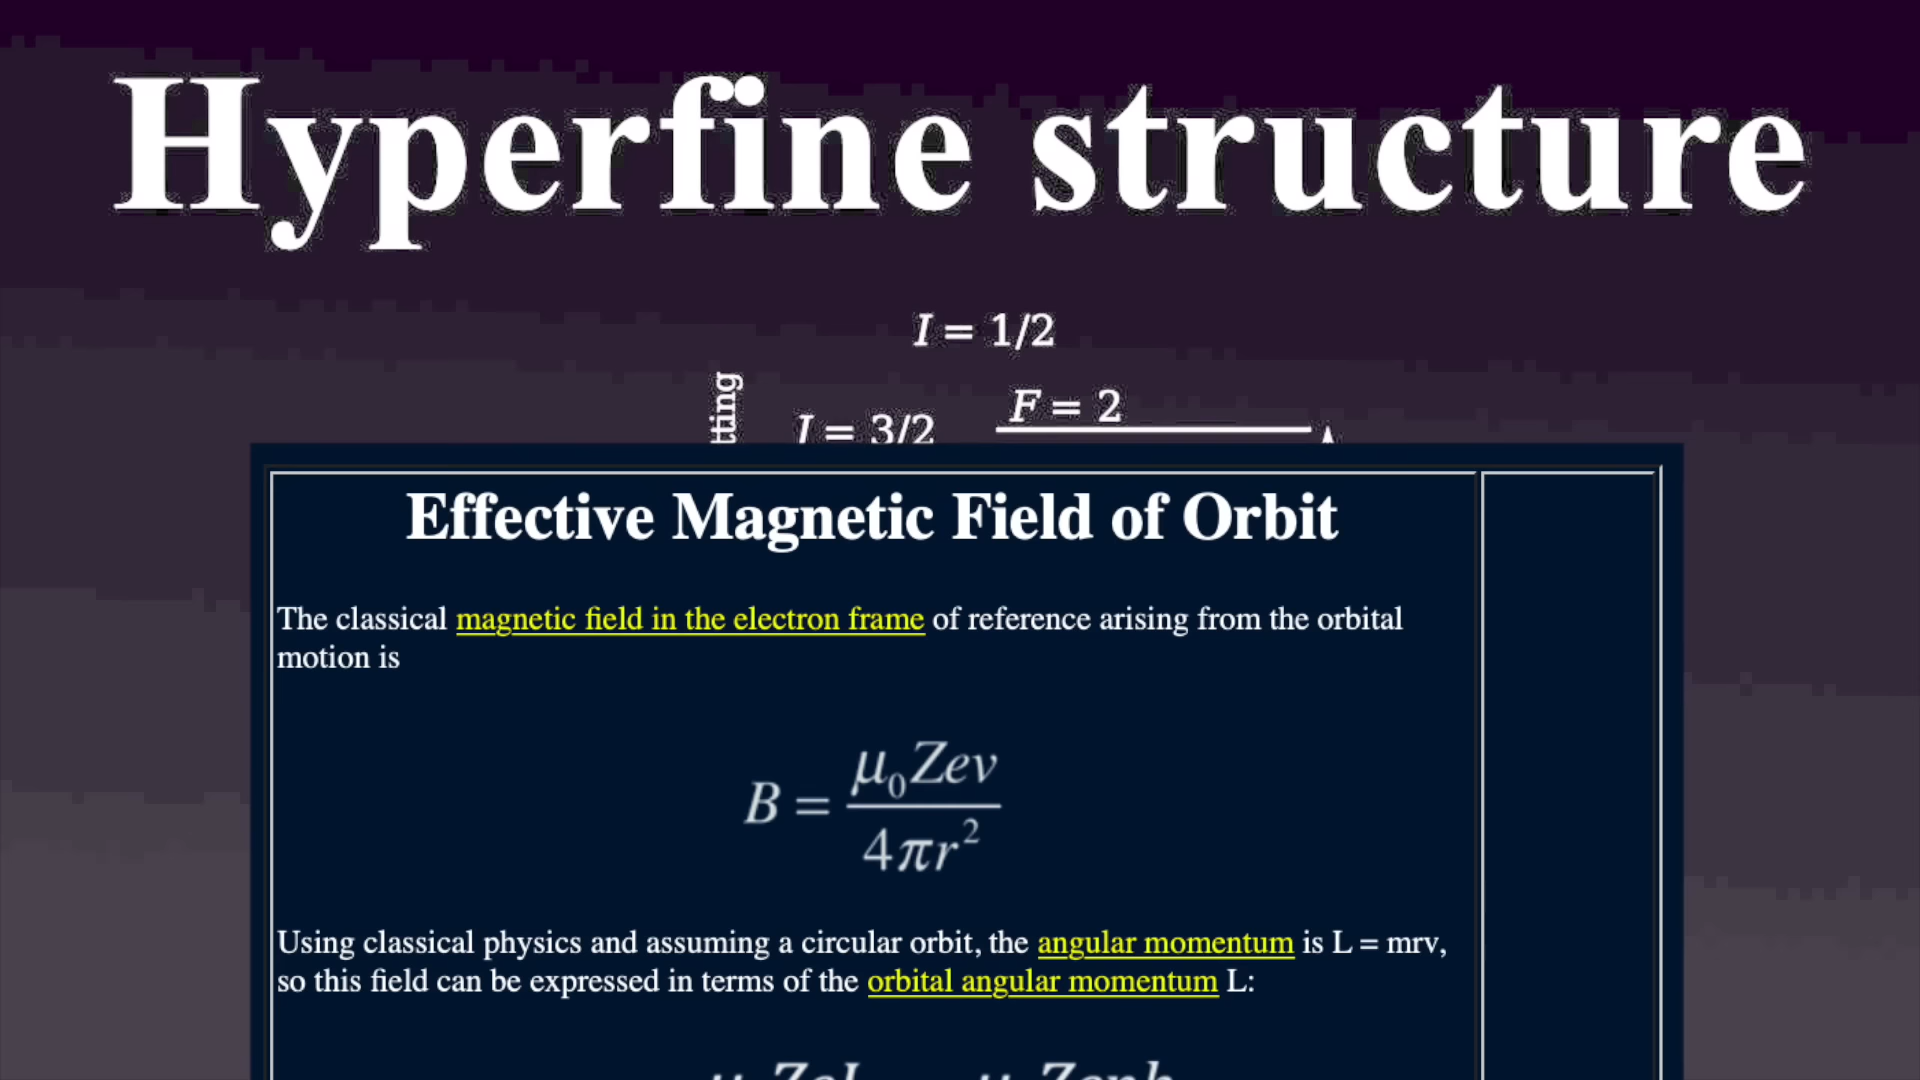 Hyperfine structure
I = 1/2
F = 2
I = 3/2
tting
Effective Magnetic Field of Orbit
The classical magnetic field in the electron frame of reference arising from the orbital
motion is
B = μ₀Zev / 4πr²
Using classical physics and assuming a circular orbit, the angular momentum is L = mrv,
so this field can be expressed in terms of the orbital angular momentum L: